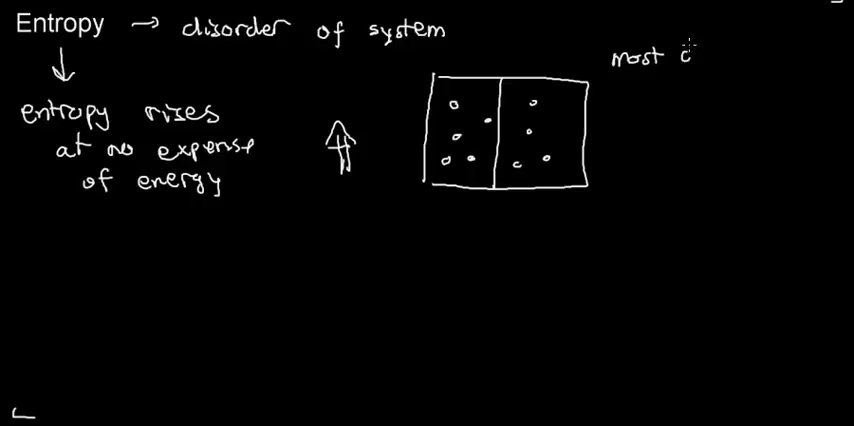 Entropy → disorder of system
most
entropy rises
at no expense
of energy